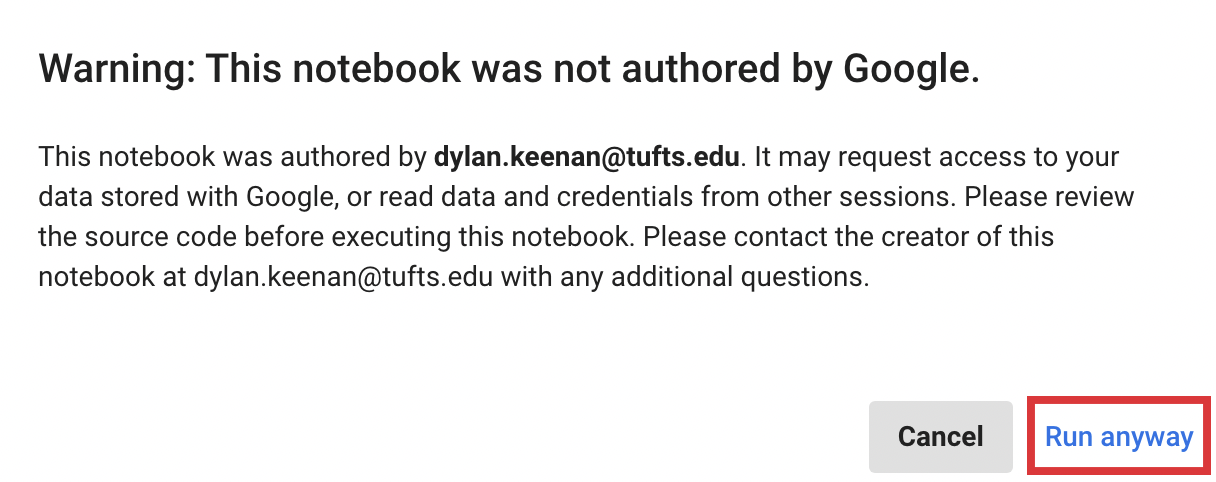 Warning: This notebook was not authored by Google.
This notebook was authored by dylan.keenan@tufts.edu. It may request access to your
data stored with Google, or read data and credentials from other sessions. Please review
the source code before executing this notebook. Please contact the creator of this
notebook at dylan.keenan@tufts.edu with any additional questions.
Cancel Run anyway